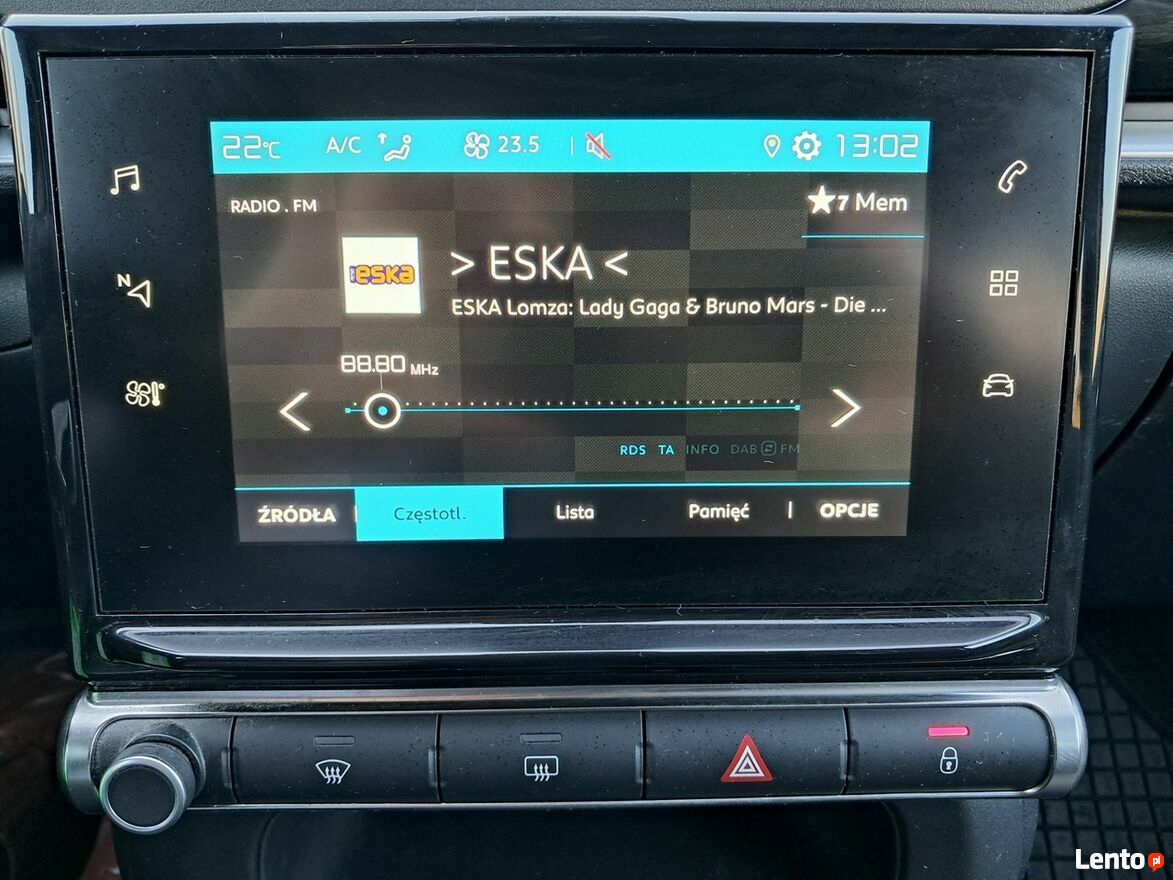 22°C A/C 23.5 13:02
RADIO . FM
7 Mem
eska
> ESKA <
ESKA Lomza: Lady Gaga & Bruno Mars - Die ...
88.80 MHz
N
RDS TA INFO DAB FM
ŹRÓDŁA Częstotl. Lista Pamięć OPCJE
Lento.pl